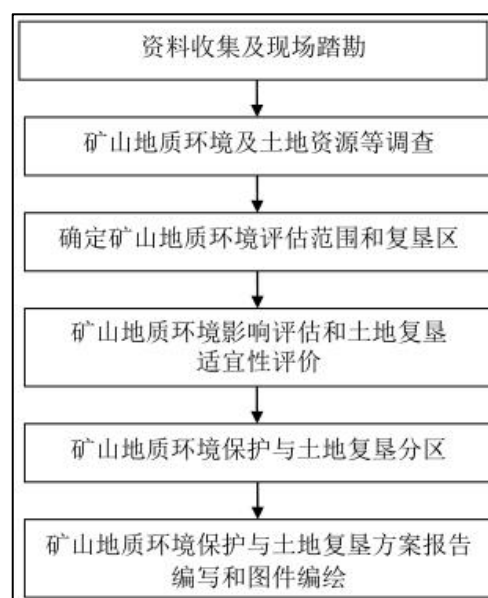 资料收集及现场踏勘
矿山地质环境及土地资源等调查
确定矿山地质环境评估范围和复垦区
矿山地质环境影响评估和土地复垦
适宜性评价
矿山地质环境保护与土地复垦分区
矿山地质环境保护与土地复垦方案报告
编写和图件编绘